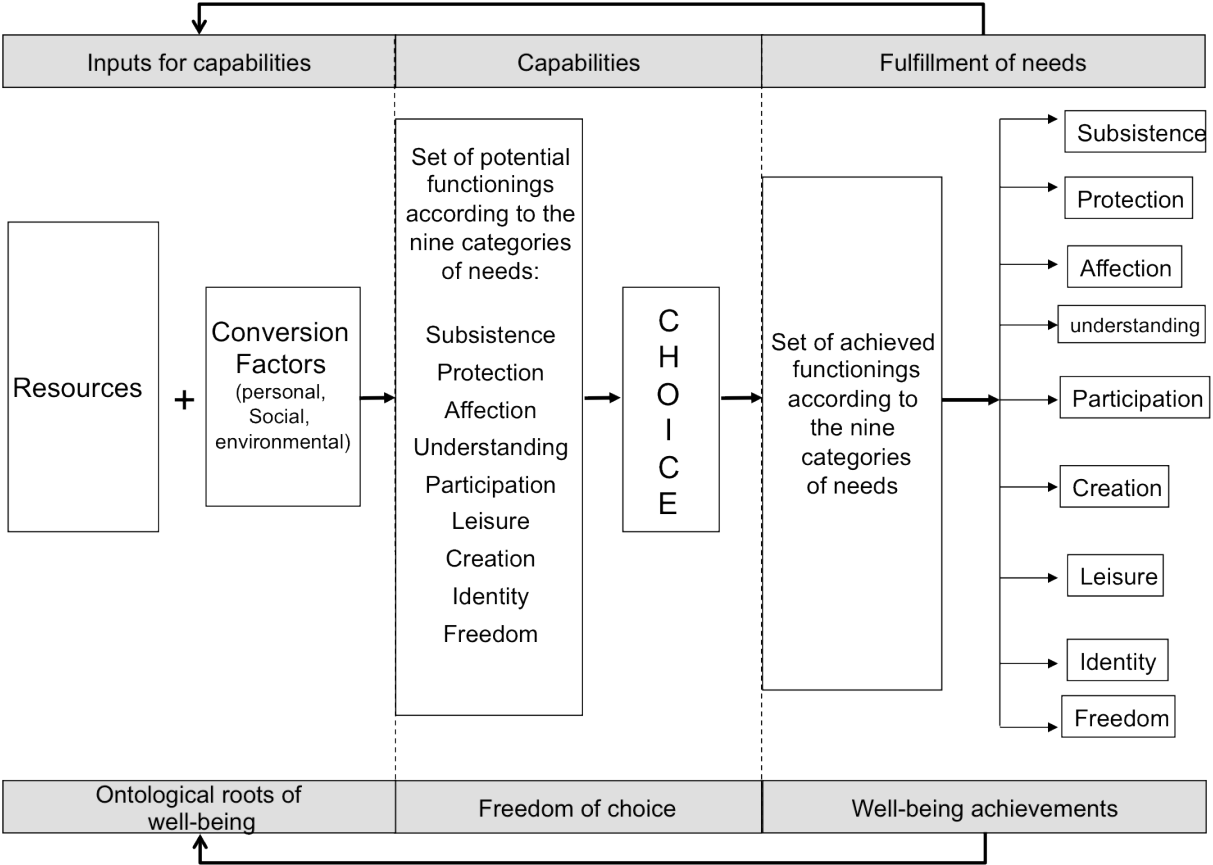 Inputs for capabilities
Capabilities
Fulfillment of needs
Resources
+
Conversion
Factors
(personal,
Social,
environmental)
Set of potential
functionings
according to the
nine categories
of needs:
Subsistence
Protection
Affection
Understanding
Participation
Leisure
Creation
Identity
Freedom
C
H
O
I
C
E
Set of achieved
functionings
according to
the nine
categories
of needs
Subsistence
Protection
Affection
understanding
Participation
Creation
Leisure
Identity
Freedom
Ontological roots of
well-being
Freedom of choice
Well-being achievements